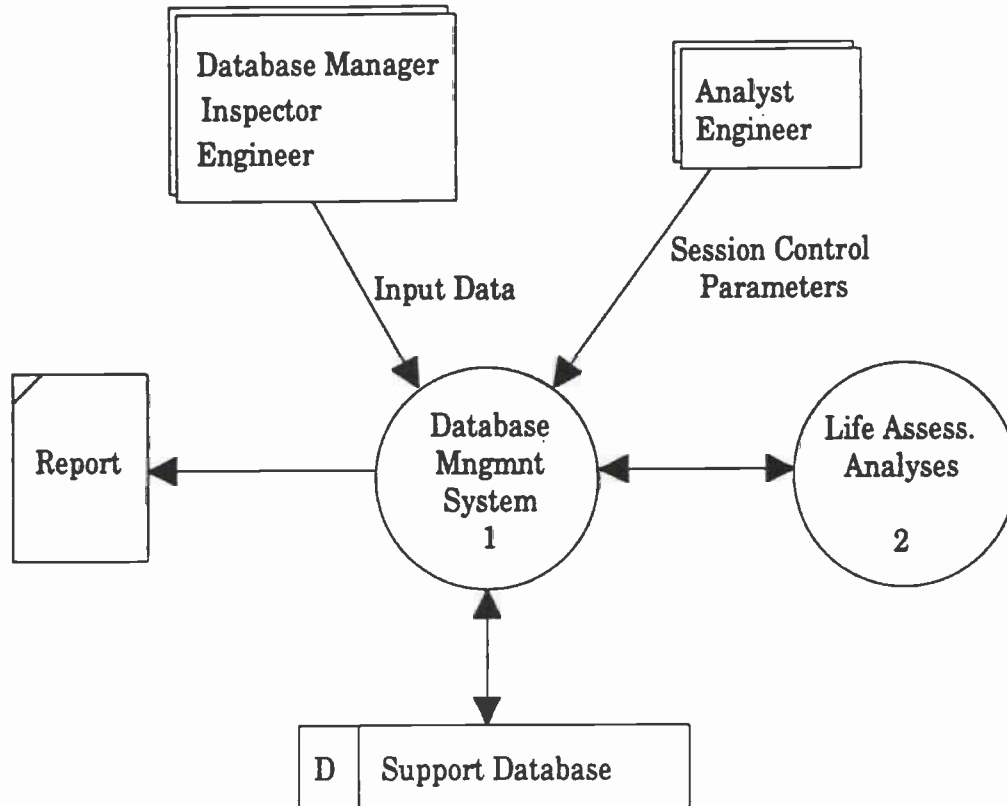 Database Manager
Inspector
Engineer
Analyst
Engineer
Input Data
Session Control
Parameters
Report
Database
Mngmnt
System
1
Life Assess.
Analyses
2
D
Support Database